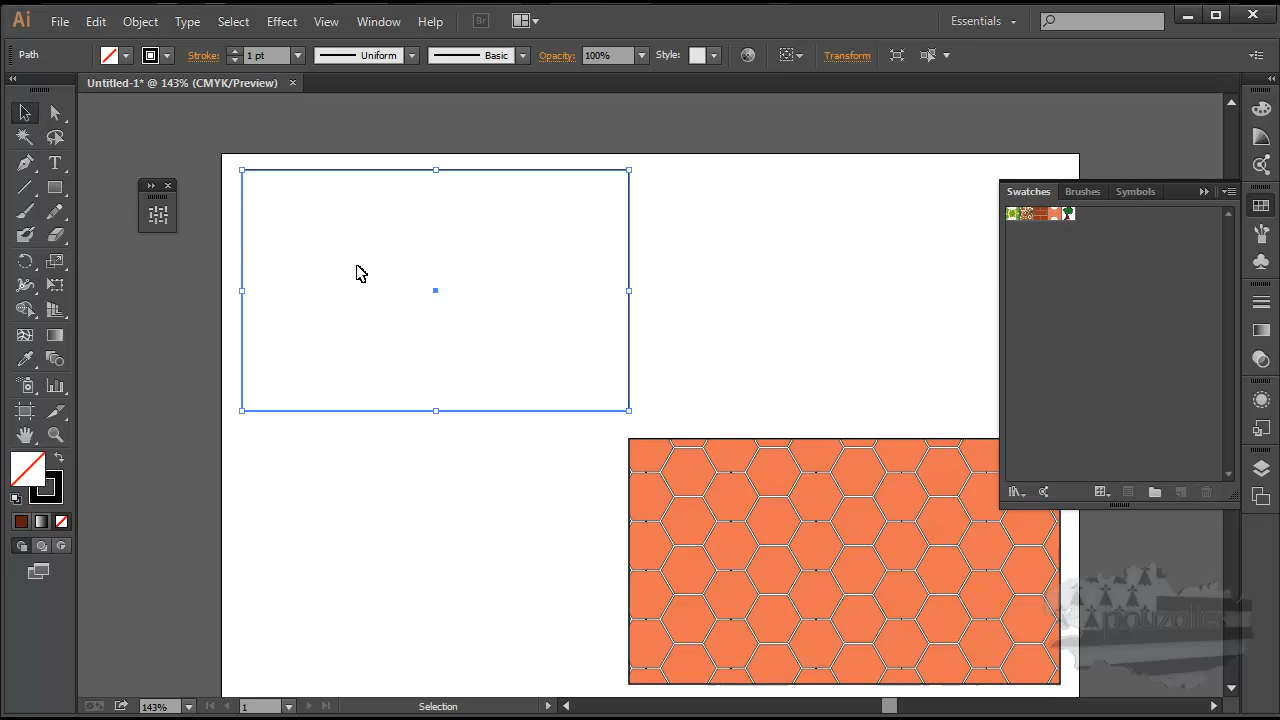 Ai File Edit Object Type Select Effect View Window Help Br Essentials
Path Stroke: 1 pt Uniform Basic Opacity: 100% Style: Transform
Untitled-1* @ 143% (CMYK/Preview)
Swatches Brushes Symbols
T
pouzolles
143% 1 Selection